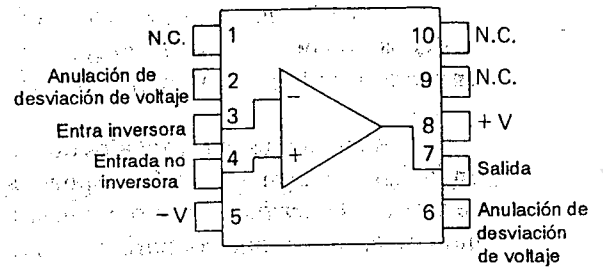 N.C.
1
Anulación de
desviación de voltaje
2
Entra inversora
3
Entrada no
inversora
4
−V
5
−
+
10
N.C.
9
N.C.
8
+V
7
Salida
6
Anulación de
desviación
de voltaje